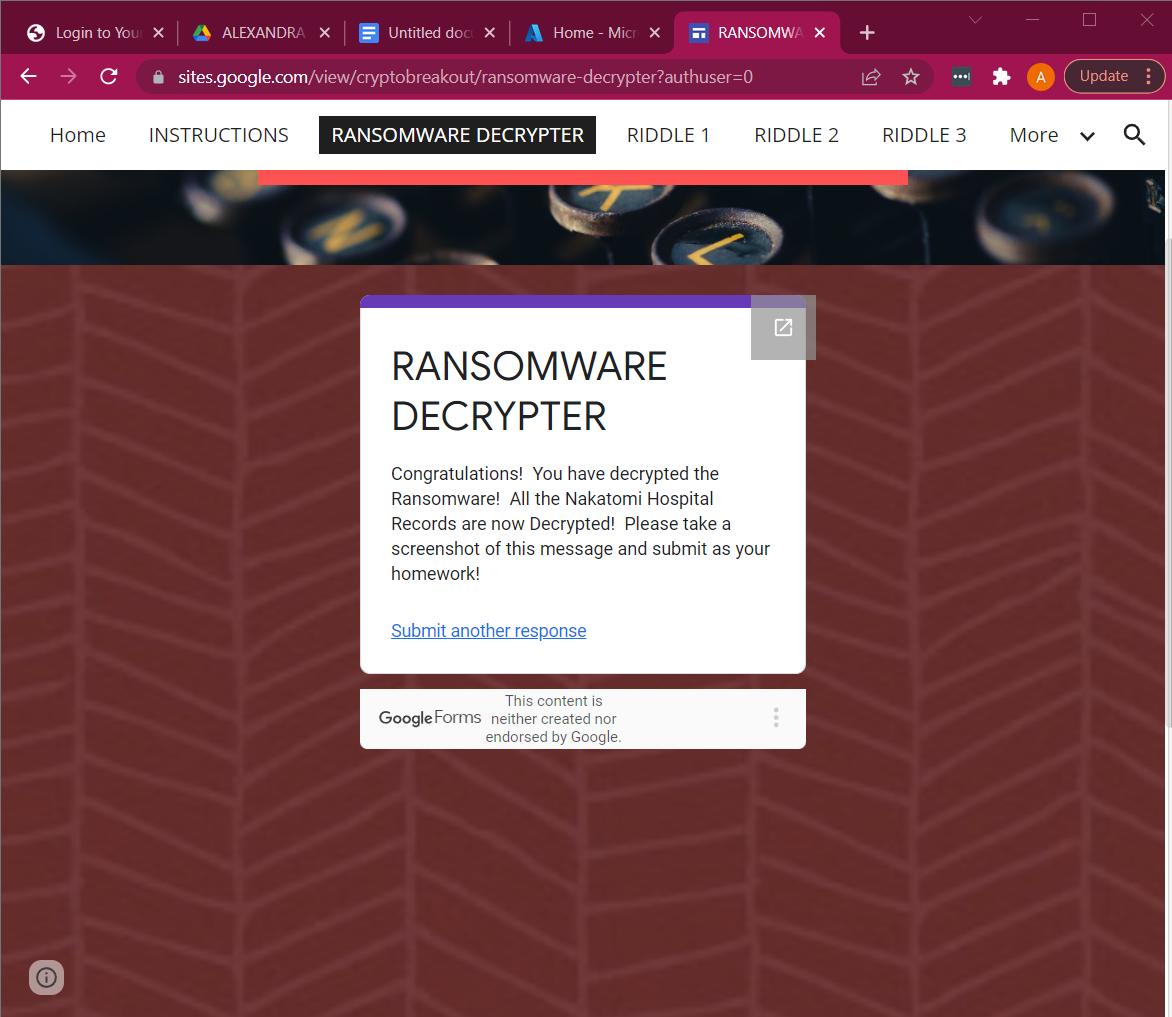 Login to Your
ALEXANDRA
Untitled doc
Home - Micr
RANSOMWA
sites.google.com/view/cryptobreakout/ransomware-decrypter?authuser=0
A
Update
Home
INSTRUCTIONS
RANSOMWARE DECRYPTER
RIDDLE 1
RIDDLE 2
RIDDLE 3
More
N
L
RANSOMWARE
DECRYPTER
Congratulations!  You have decrypted the
Ransomware!  All the Nakatomi Hospital
Records are now Decrypted!  Please take a
screenshot of this message and submit as your
homework!
Submit another response
Google Forms
This content is
neither created nor
endorsed by Google.